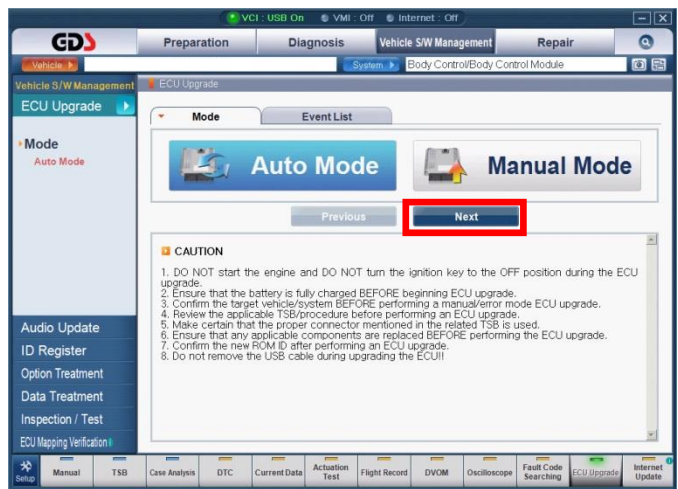 VCI : USB On VMI : Off Internet : Off
GDS Preparation Diagnosis Vehicle S/W Management Repair
Vehicle System Body Control/Body Control Module
Vehicle S/W Management
ECU Upgrade
ECU Upgrade
Mode
Auto Mode
Mode Event List
Auto Mode Manual Mode
Previous Next
CAUTION
1. DO NOT start the engine and DO NOT turn the ignition key to the OFF position during the ECU
upgrade.
2. Ensure that the battery is fully charged BEFORE beginning ECU upgrade.
3. Confirm the target vehicle/system BEFORE performing a manual/error mode ECU upgrade.
4. Review the applicable TSB/procedure before performing an ECU upgrade.
5. Make certain that the proper connector mentioned in the related TSB is used.
6. Ensure that any applicable components are replaced BEFORE performing the ECU upgrade.
7. Confirm the new ROM ID after performing an ECU upgrade.
8. Do not remove the USB cable during upgrading the ECU!!
Audio Update
ID Register
Option Treatment
Data Treatment
Inspection / Test
ECU Mapping Verification
Setup Manual TSB Case Analysis DTC Current Data Actuation Test Flight Record DVOM Oscilloscope Fault Code Searching ECU Upgrade Internet Update